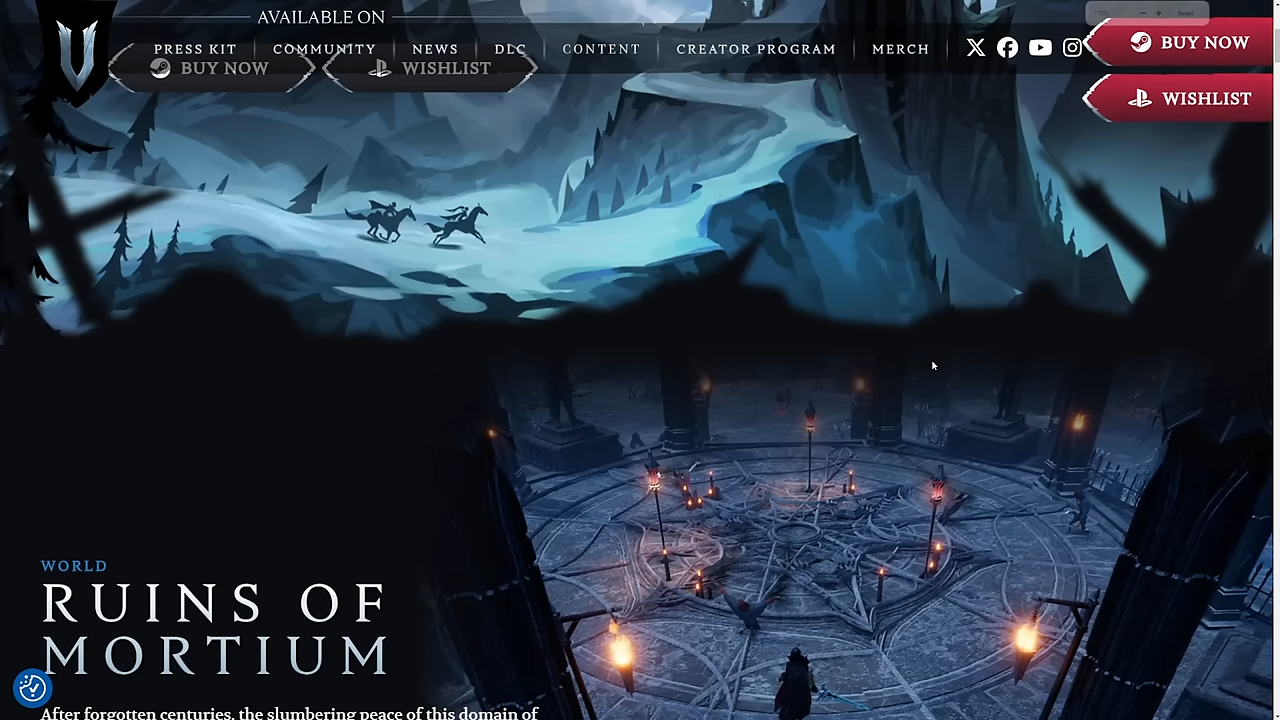 AVAILABLE ON
PRESS KIT
COMMUNITY
NEWS
DLC
CONTENT
CREATOR PROGRAM
MERCH
BUY NOW
WISHLIST
BUY NOW
WISHLIST
WORLD
RUINS OF
MORTIUM
After forgotten centuries, the slumbering peace of this domain of